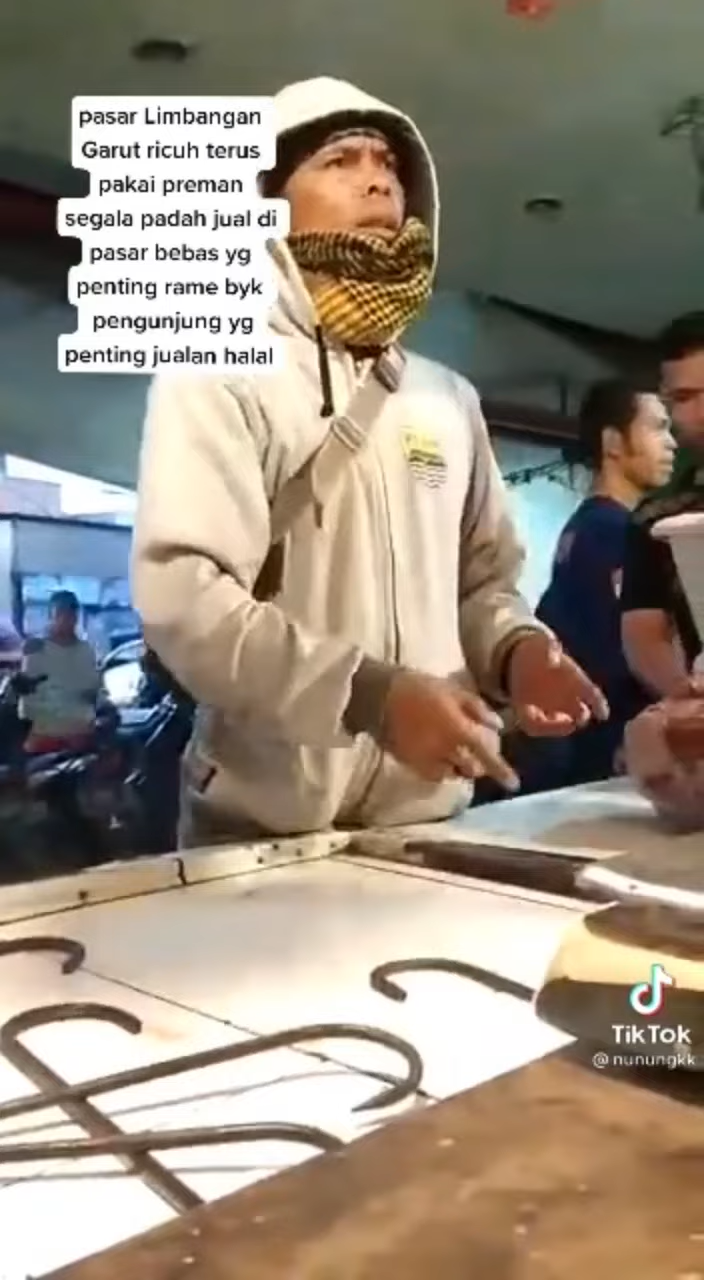 pasar Limbangan
Garut ricuh terus
pakai preman
segala padah jual di
pasar bebas yg
penting rame byk
pengunjung yg
penting jualan halal
TikTok
@nunungkk